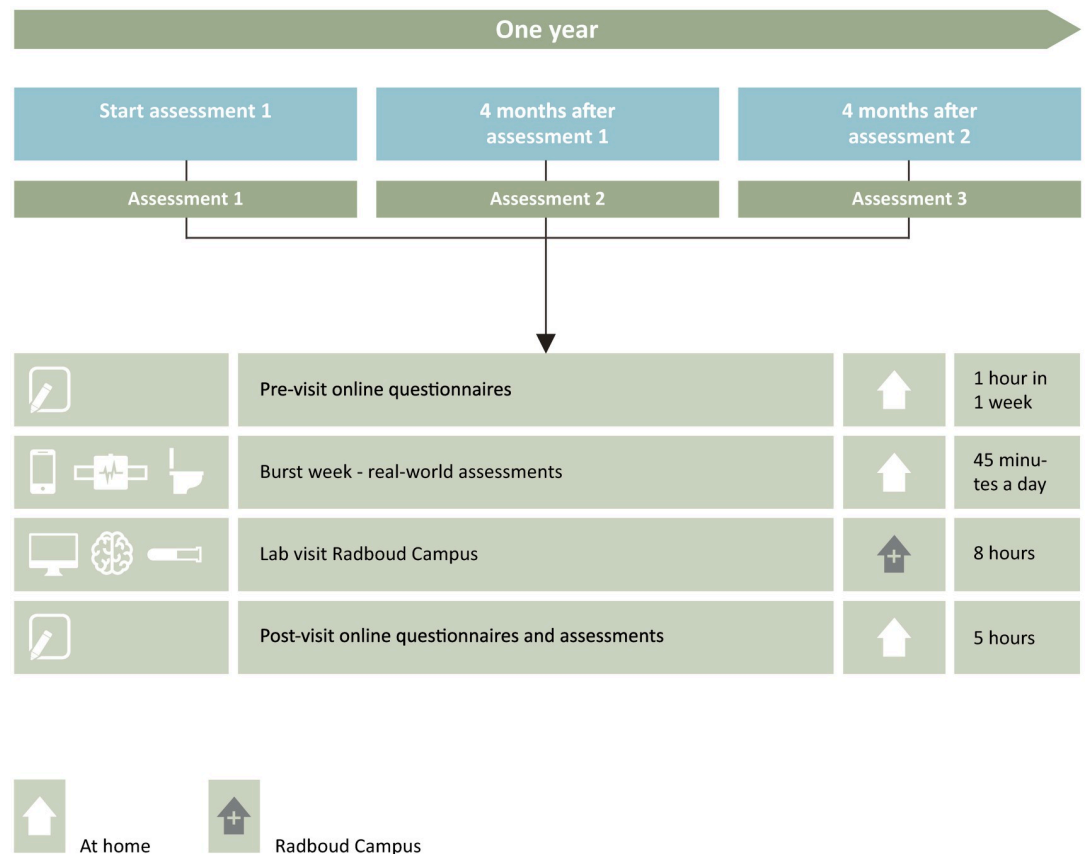 One year
Start assessment 1
4 months after
assessment 1
4 months after
assessment 2
Assessment 1
Assessment 2
Assessment 3
Pre-visit online questionnaires
1 hour in
1 week
Burst week - real-world assessments
45 minu-
tes a day
Lab visit Radboud Campus
8 hours
Post-visit online questionnaires and assessments
5 hours
At home
Radboud Campus